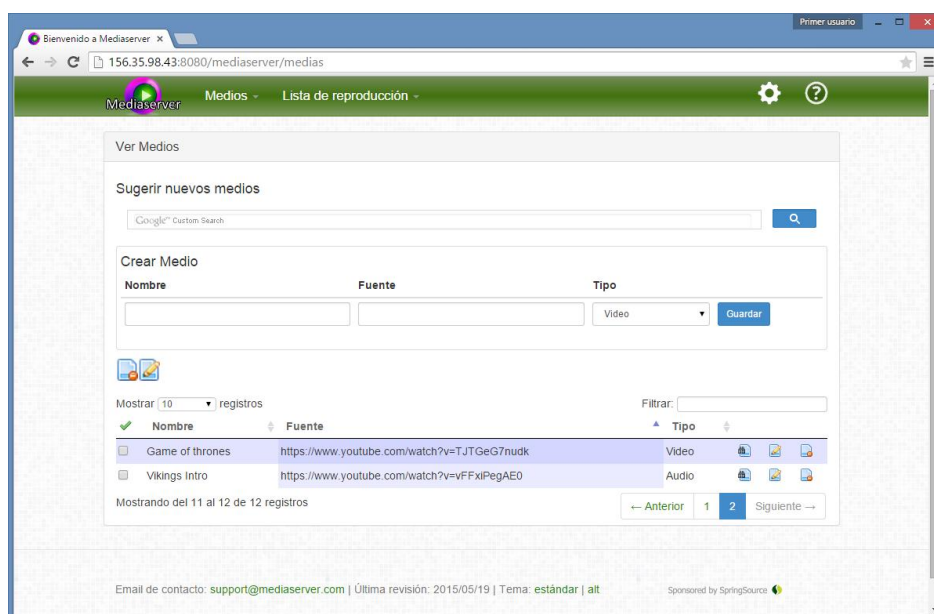 Primer usuario
Bienvenido a Mediaserver
156.35.98.43:8080/mediaserver/medias
Mediaserver
Medios
Lista de reproducción
Ver Medios
Sugerir nuevos medios
Google™ Custom Search
Crear Medio
Nombre Fuente Tipo
Video Guardar
Mostrar 10 registros Filtrar:
Nombre Fuente Tipo
Game of thrones https://www.youtube.com/watch?v=TJTGeG7nudk Video
Vikings Intro https://www.youtube.com/watch?v=vFFxiPegAE0 Audio
Mostrando del 11 al 12 de 12 registros ← Anterior 1 2 Siguiente →
Email de contacto: support@mediaserver.com | Última revisión: 2015/05/19 | Tema: estándar | alt Sponsored by SpringSource